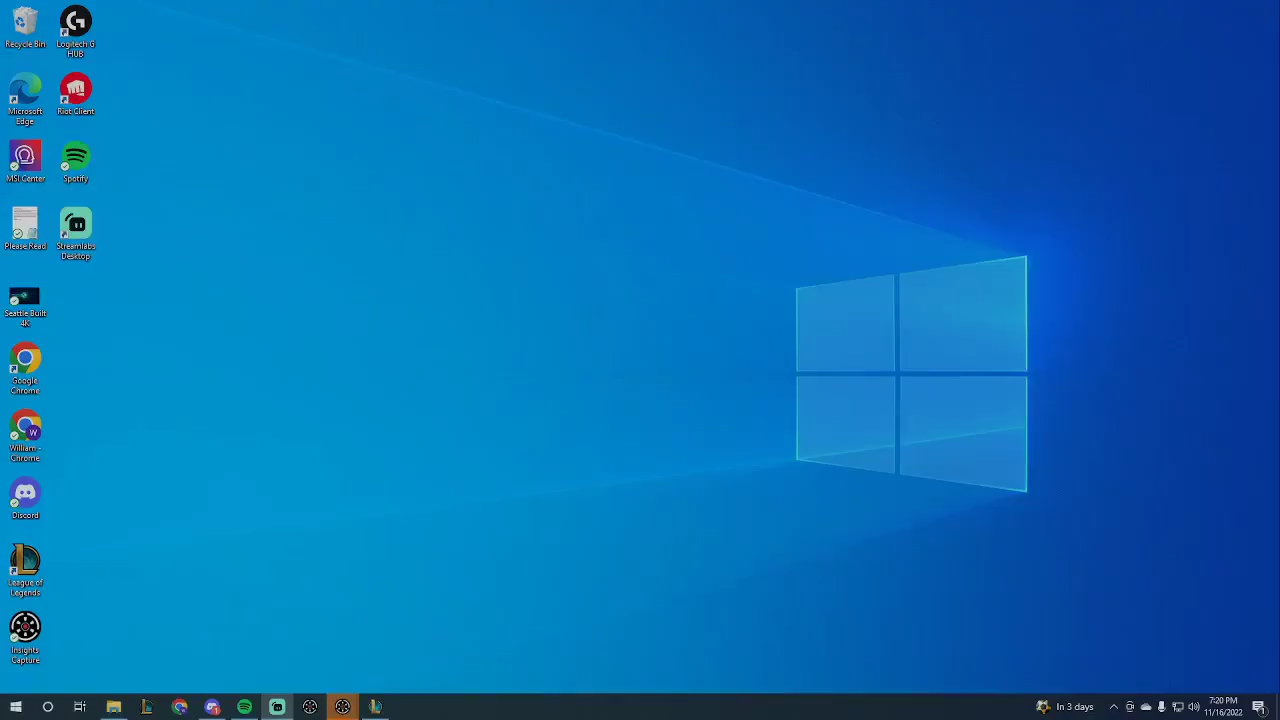 Recycle Bin
Logitech G
HUB
Microsoft
Edge
Riot Client
MSI Center
Spotify
Please Read
Streamlabs
Desktop
Seattle Built
4K
Google
Chrome
William -
Chrome
Discord
League of
Legends
Insights
Capture
In 3 days
7:20 PM
11/16/2022